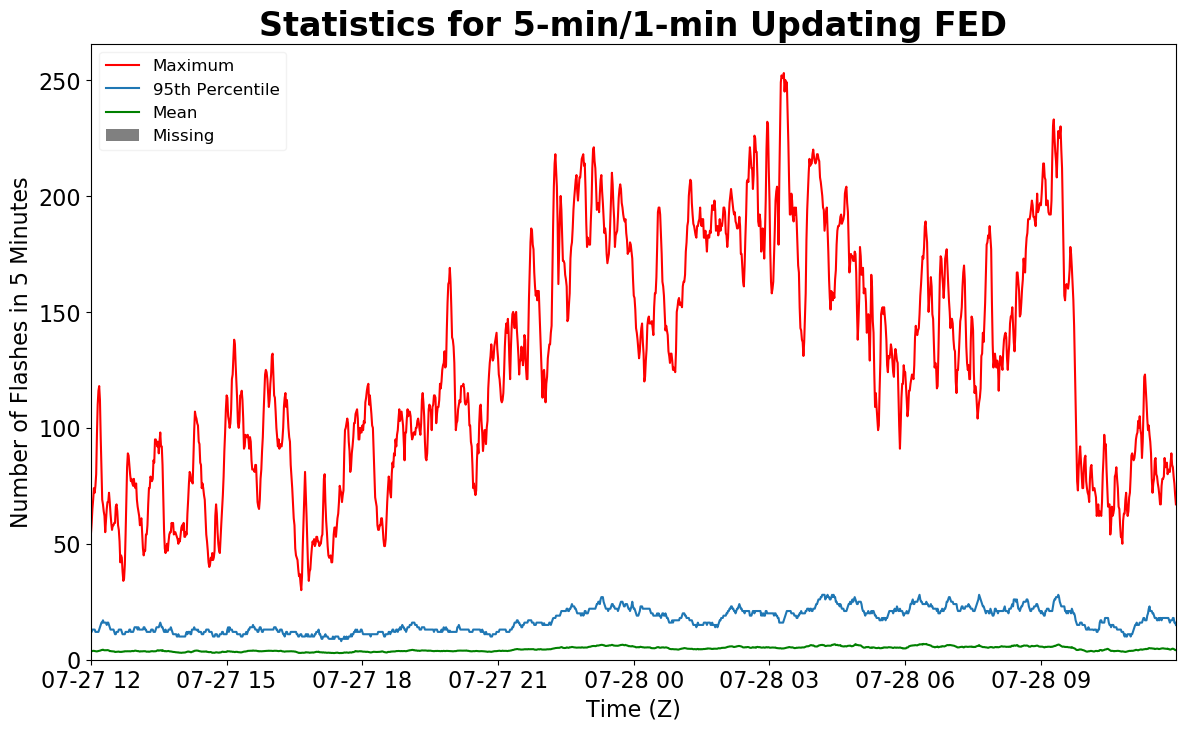 Statistics for 5-min/1-min Updating FED
Number of Flashes in 5 Minutes
250
200
150
100
50
0
Maximum
95th Percentile
Mean
Missing
07-27 12 07-27 15 07-27 18 07-27 21 07-28 00 07-28 03 07-28 06 07-28 09
Time (Z)